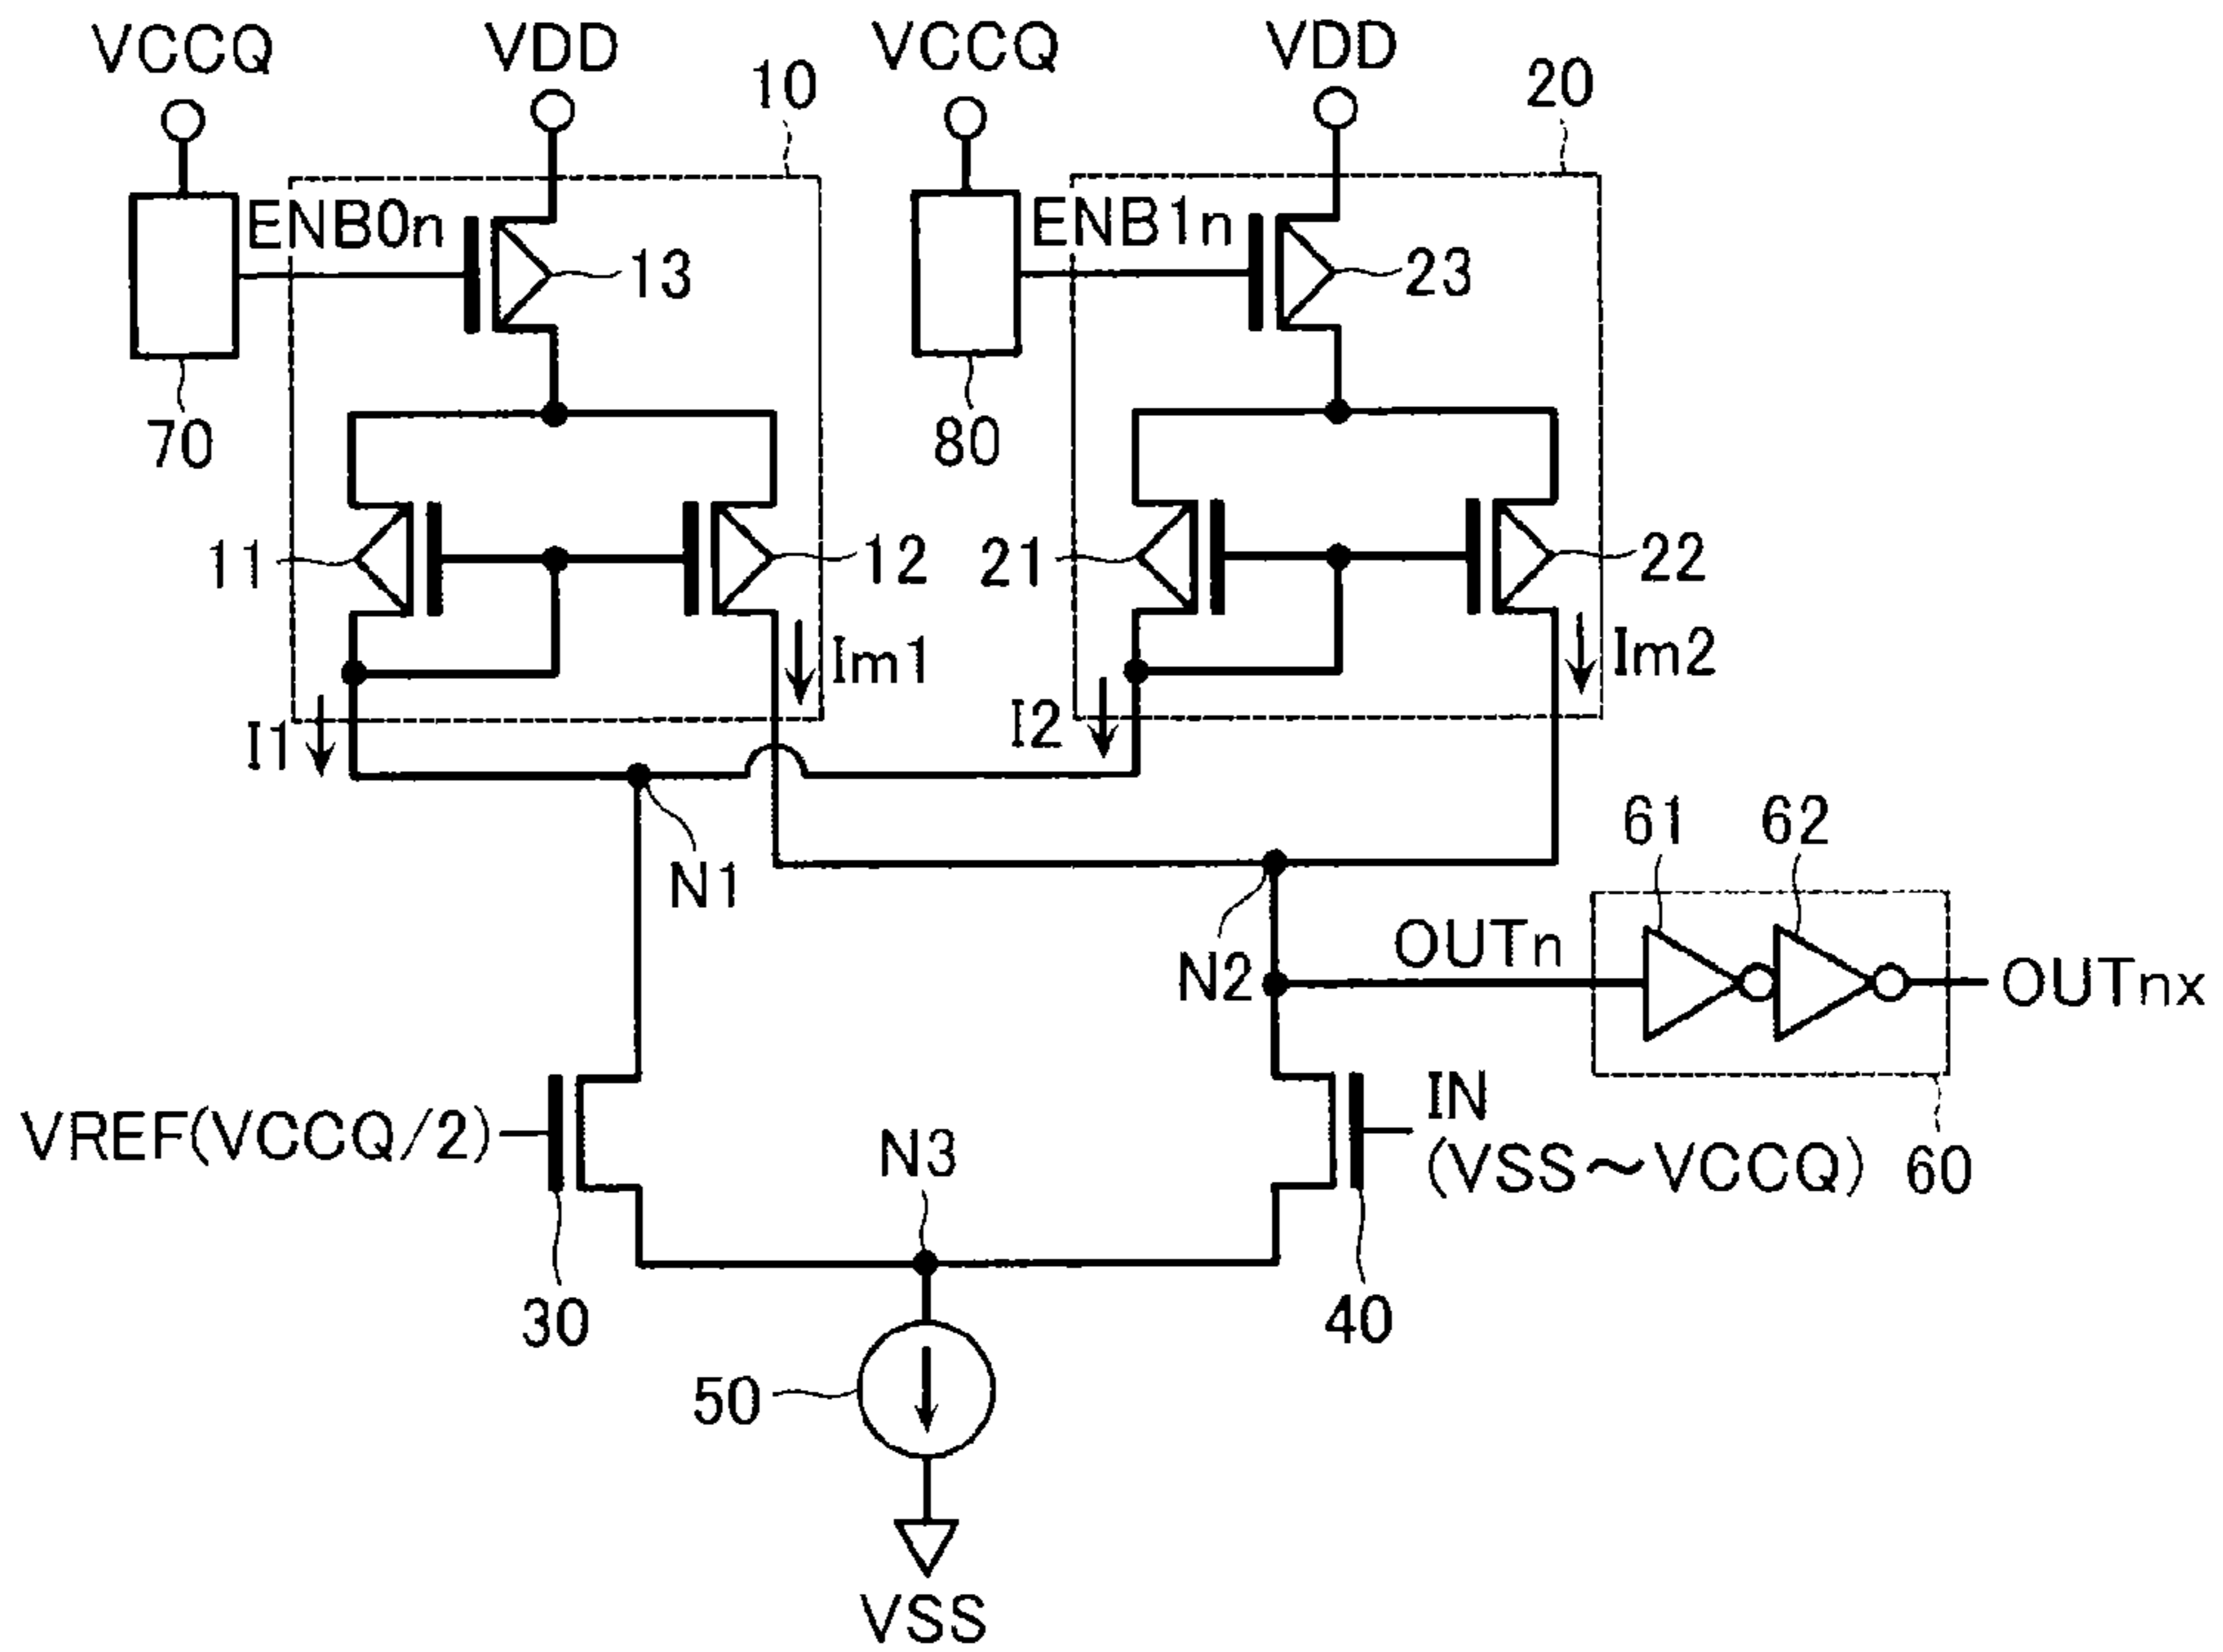 VCCQ
VDD
VCCQ
VDD
10
20
ENB0n
ENB1n
13
23
70
80
11
12
21
22
Im1
Im2
I1
I2
N1
61
62
N2
OUTn
OUTnx
VREF(VCCQ/2)
N3
IN
(VSS～VCCQ)
60
30
40
50
VSS